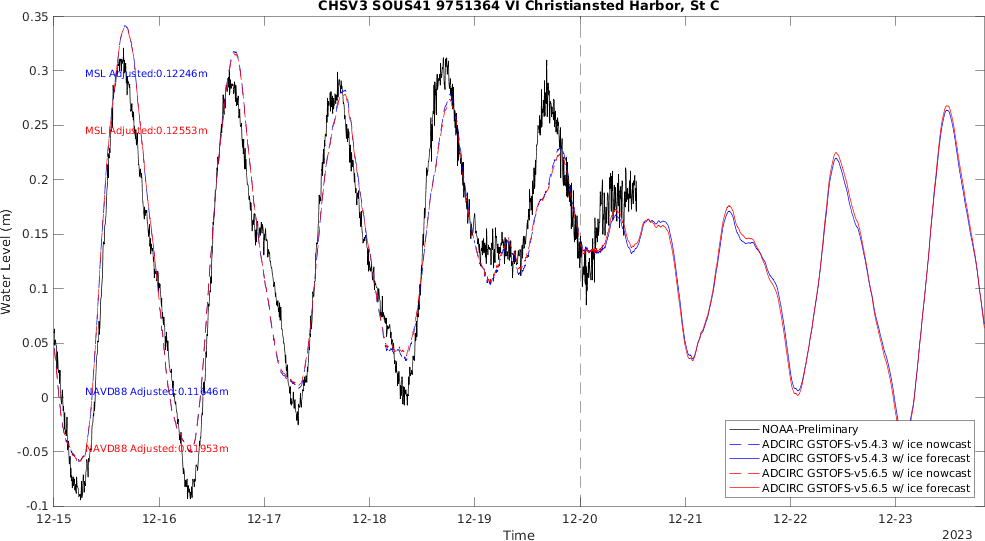 CHSV3 SOUS41 9751364 VI Christiansted Harbor, St C
Water Level (m)
0.35
0.3
0.25
0.2
0.15
0.1
0.05
0
-0.05
-0.1
MSL Adjusted:0.12246m
MSL Adjusted:0.12553m
NAVD88 Adjusted:0.11646m
NAVD88 Adjusted:0.11953m
NOAA-Preliminary
ADCIRC GSTOFS-v5.4.3 w/ ice nowcast
ADCIRC GSTOFS-v5.4.3 w/ ice forecast
ADCIRC GSTOFS-v5.6.5 w/ ice nowcast
ADCIRC GSTOFS-v5.6.5 w/ ice forecast
12-15 12-16 12-17 12-18 12-19 12-20 12-21 12-22 12-23
Time
2023